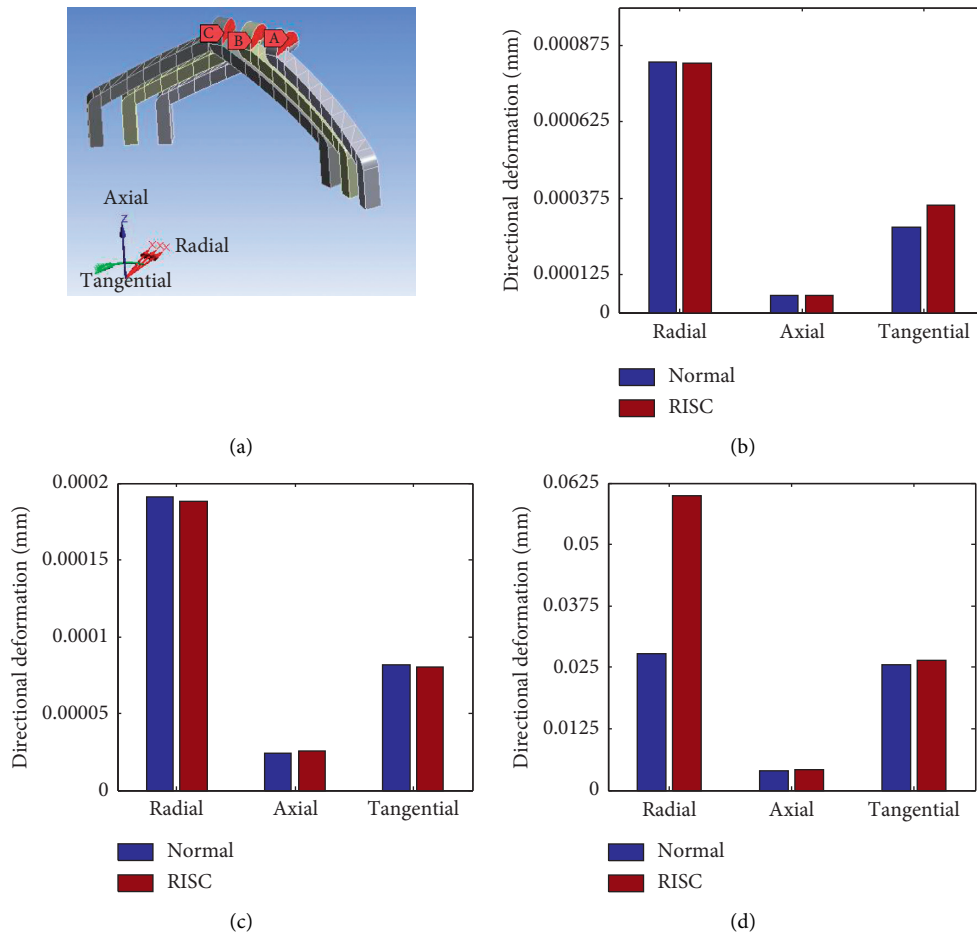 C
B
A
Axial
Z
XXX
Radial
Tangential
(a)
Directional deformation (mm)
0.000875
0.000625
0.000375
0.000125
0
Radial Axial Tangential
Normal
RISC
(b)
Directional deformation (mm)
0.0002
0.00015
0.0001
0.00005
0
Radial Axial Tangential
Normal
RISC
(c)
Directional deformation (mm)
0.0625
0.05
0.0375
0.025
0.0125
0
Radial Axial Tangential
Normal
RISC
(d)